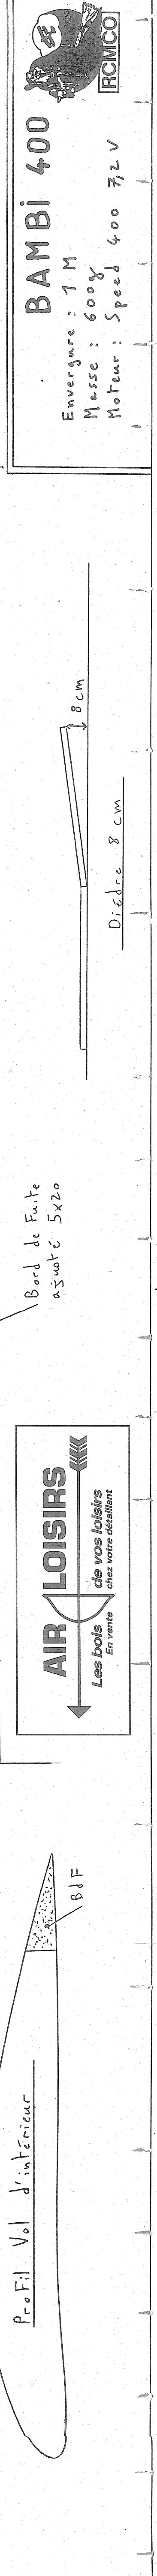 RCMCO
BAMBI 400
Envergure : 1 M
Masse : 600g
Moteur : Speed 400 7,2 V
8 cm
Dièdre 8 cm
Bord de Fuite
ajusté 5x20
AIR LOISIRS
Les bois de vos loisirs
En vente chez votre détaillant
BdF
Profil Vol d'intérieur